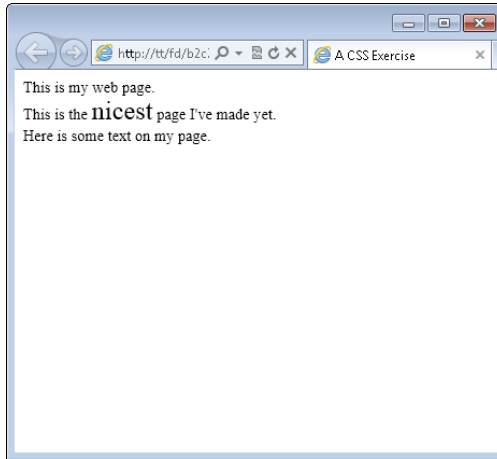 http://tt/fd/b2c.
A CSS Exercise
This is my web page.
This is the nicest page I've made yet.
Here is some text on my page.